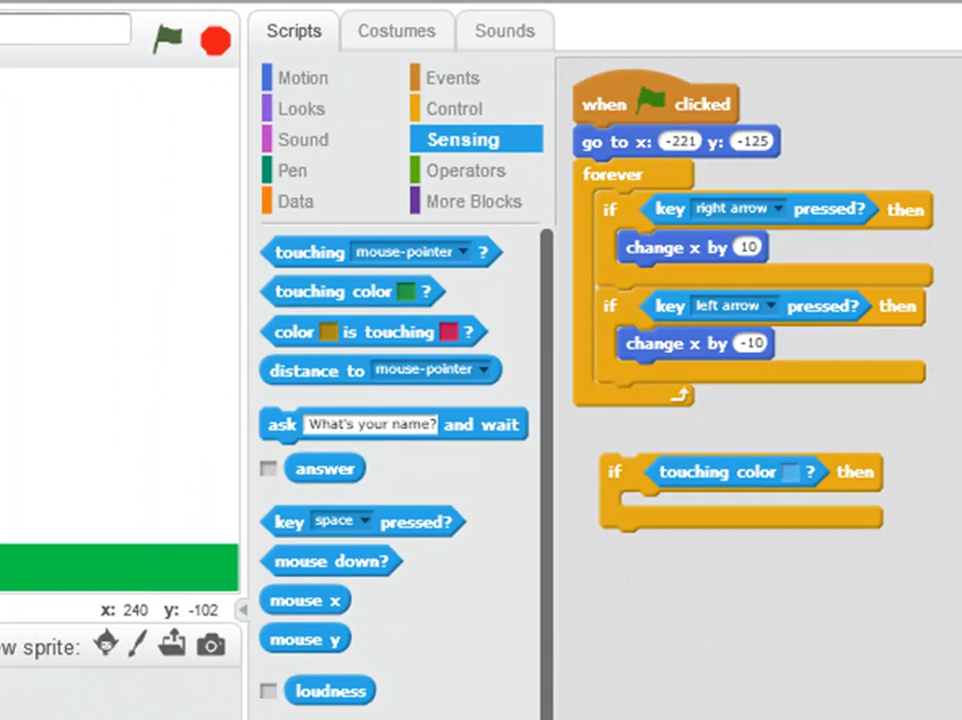 Scripts
Costumes
Sounds
Motion
Looks
Sound
Pen
Data
Events
Control
Sensing
Operators
More Blocks
touching mouse-pointer ?
touching color ?
color is touching ?
distance to mouse-pointer
ask What's your name? and wait
answer
key space pressed?
mouse down?
mouse x
mouse y
loudness
when clicked
go to x: -221 y: -125
forever
if key right arrow pressed? then
change x by 10
if key left arrow pressed? then
change x by -10
if touching color ? then
x: 240 y: -102
w sprite: